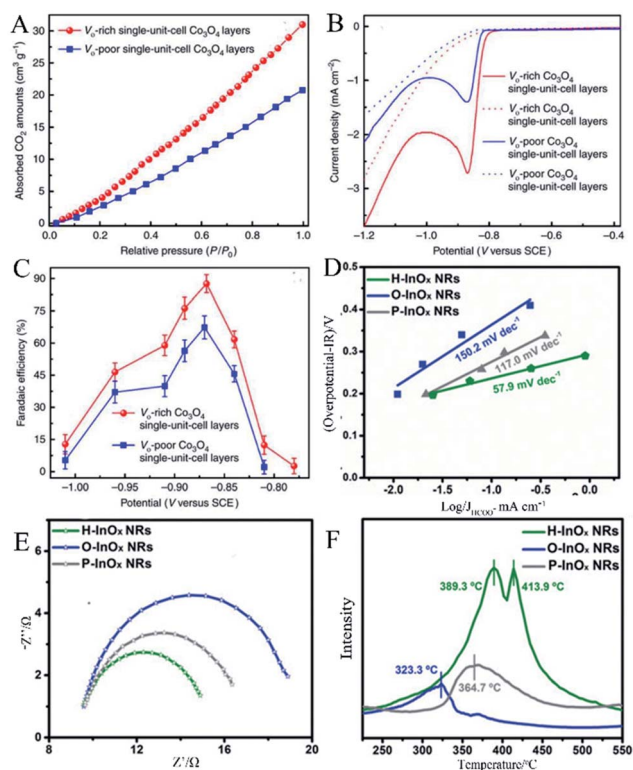 A
Vo-rich single-unit-cell Co3O4 layers
Vo-poor single-unit-cell Co3O4 layers
Absorbed CO2 amounts (cm3 g-1)
30
25
20
15
10
5
0
0.0
0.2
0.4
0.6
0.8
1.0
Relative pressure (P/P0)
B
Current density (mA cm-2)
0
-1
-2
-3
Vo-rich Co3O4
single-unit-cell layers
Vo-rich Co3O4
single-unit-cell layers
Vo-poor Co3O4
single-unit-cell layers
Vo-poor Co3O4
single-unit-cell layers
-1.2
-1.0
-0.8
-0.6
-0.4
Potential (V versus SCE)
C
Faradaic efficiency (%)
90
75
60
45
30
15
0
Vo-rich Co3O4
single-unit-cell layers
Vo-poor Co3O4
single-unit-cell layers
-1.00
-0.95
-0.90
-0.85
-0.80
Potential (V versus SCE)
D
H-InOx NRs
O-InOx NRs
P-InOx NRs
(Overpotential-IR)/V
0.5
0.4
0.3
0.2
0.1
0.0
150.2 mV dec-1
117.0 mV dec-1
57.9 mV dec-1
-2.0
-1.5
-1.0
-0.5
0.0
Log/JHCOO- mA cm-1
E
H-InOx NRs
O-InOx NRs
P-InOx NRs
-Z''/Ω
-6
-4
-2
0
8
10
12
14
16
18
20
Z'/Ω
F
H-InOx NRs
O-InOx NRs
P-InOx NRs
Intensity
389.3 °C
413.9 °C
323.3 °C
364.7 °C
250
300
350
400
450
500
550
Temperature/°C